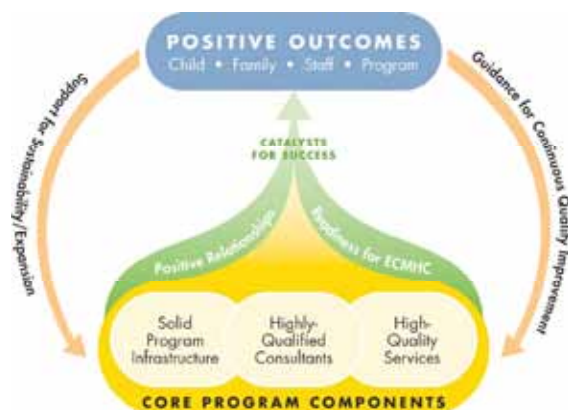 POSITIVE OUTCOMES
Child • Family • Staff • Program
Support for Sustainability/Expansion
Guidance for Continuous Quality Improvement
CATALYSTS
FOR SUCCESS
Positive Relationships
Readiness for ECMHC
Solid
Program
Infrastructure
Highly-
Qualified
Consultants
High-
Quality
Services
CORE PROGRAM COMPONENTS